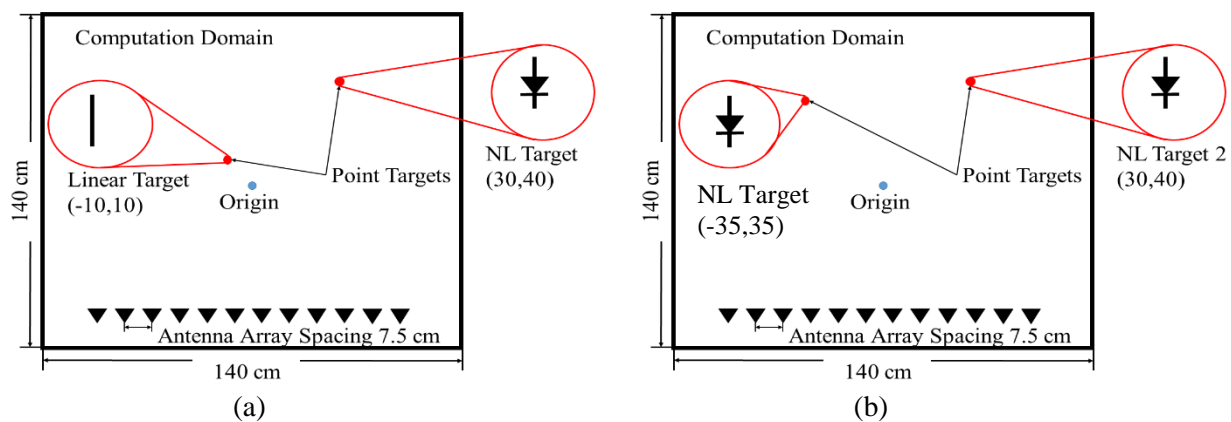 Computation Domain
Linear Target
(-10,10)
NL Target
(30,40)
Point Targets
Origin
140 cm
Antenna Array Spacing 7.5 cm
140 cm
(a)
Computation Domain
NL Target
(-35,35)
NL Target 2
(30,40)
Point Targets
Origin
140 cm
Antenna Array Spacing 7.5 cm
140 cm
(b)